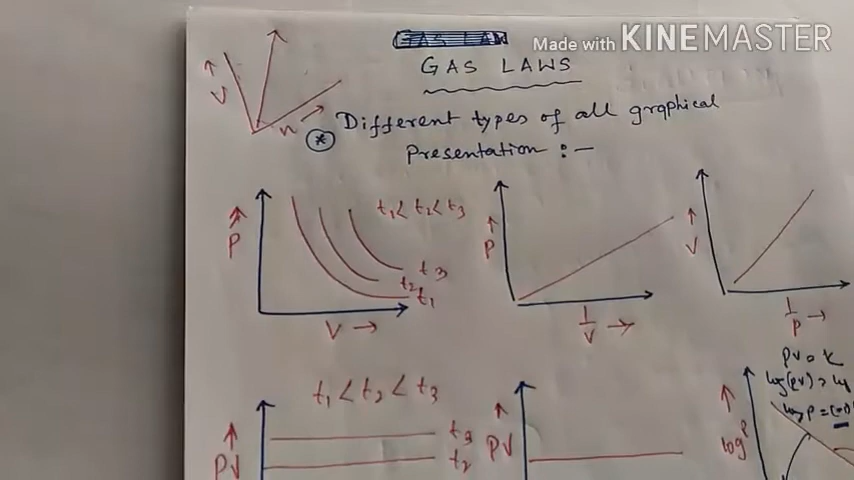 Made with KINEMASTER
GAS LAWS
V
n
* Different types of all graphical
Presentation :-
P
t₁ < t₂ < t₃
t₃
t₂
t₁
V →
P
1/V →
V
1/P →
t₁ < t₂ < t₃
PV
t₃
t₂
PV
PV = K
log P